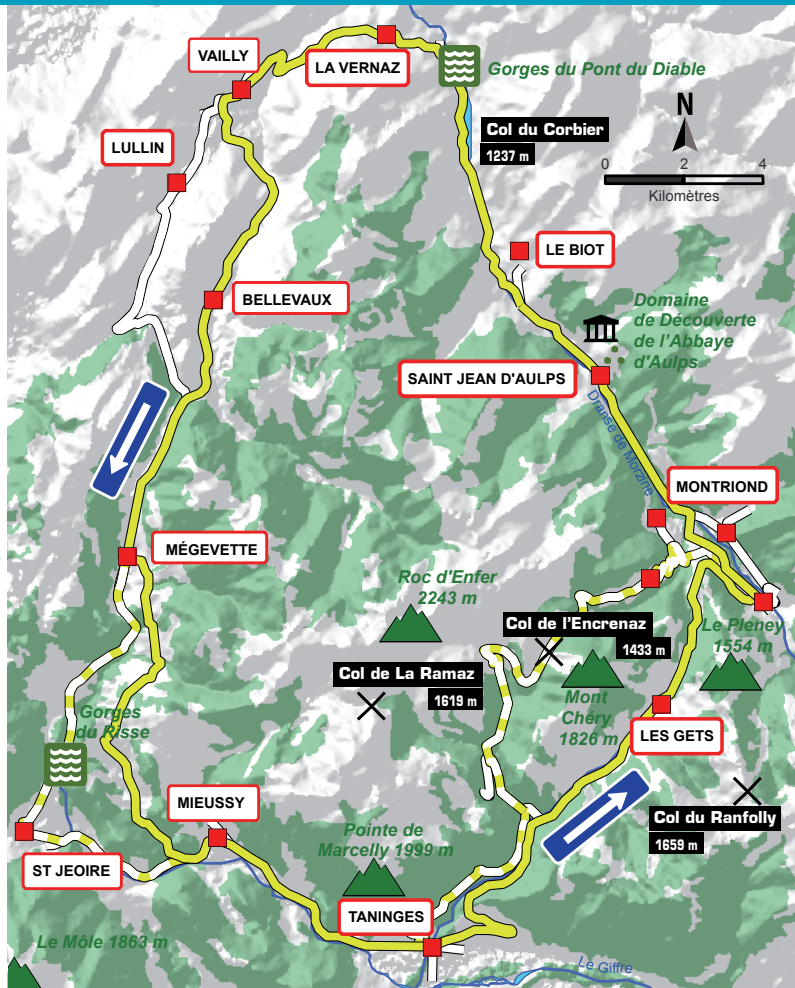 VAILLY
LA VERNAZ
Gorges du Pont du Diable
N
Col du Corbier
1237 m
0 2 4
Kilomètres
LULLIN
LE BIOT
BELLEVAUX
Domaine
de Découverte
de l'Abbaye
d'Aulps
SAINT JEAN D'AULPS
Dranse de Morzine
MONTRIOND
MÉGEVETTE
Roc d'Enfer
2243 m
Col de l'Encrenaz
1433 m
Le Pleney
1554 m
Col de La Ramaz
1619 m
Mont
Chéry
1826 m
Gorges
du Risse
LES GETS
MIEUSSY
Col du Ranfolly
1659 m
Pointe de
Marcelly 1999 m
ST JEOIRE
TANINGES
Le Môle 1863 m
Le Giffre